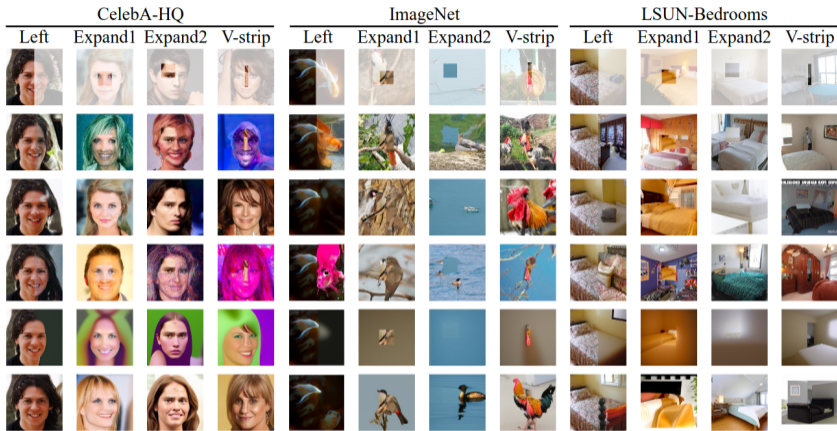 CelebA-HQ ImageNet LSUN-Bedrooms
Left Expand1 Expand2 V-strip Left Expand1 Expand2 V-strip Left Expand1 Expand2 V-strip